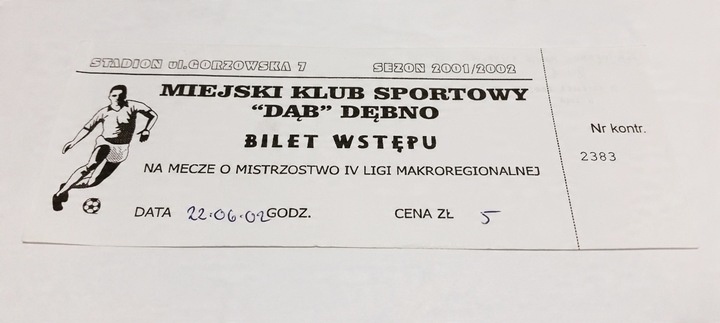 STADION ul.GORZOWSKA 7 SEZON 2001/2002
MIEJSKI KLUB SPORTOWY
"DĄB" DĘBNO
BILET WSTĘPU
NA MECZE O MISTRZOSTWO IV LIGI MAKROREGIONALNEJ
DATA 22.06.02 GODZ. CENA ZŁ 5
Nr kontr.
2383